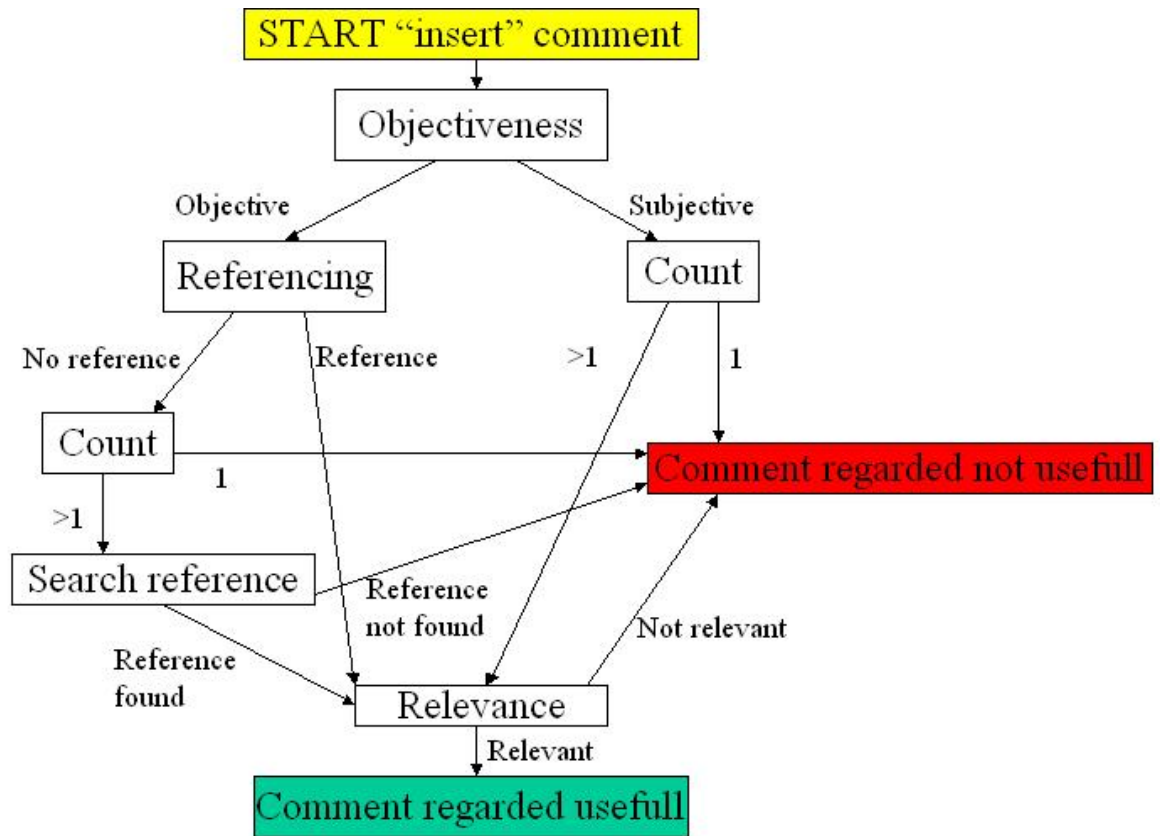 START “insert” comment
Objectiveness
Objective
Subjective
Referencing
Count
No reference
Reference
>1
1
Count
1
Comment regarded not usefull
>1
Search reference
Reference
not found
Not relevant
Reference
found
Relevance
Relevant
Comment regarded usefull